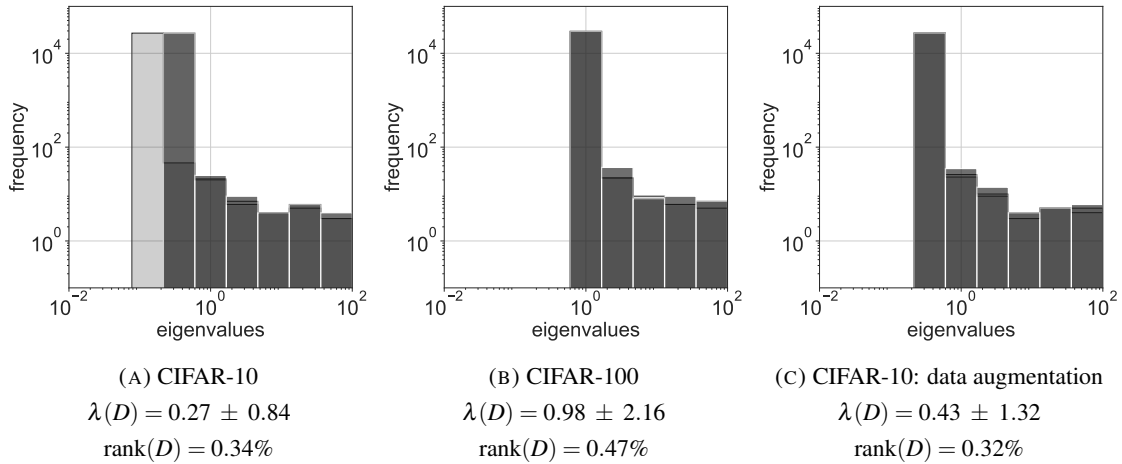 frequency
10^4
10^2
10^0
10^−2
10^0
10^2
eigenvalues
(A) CIFAR-10
λ(D) = 0.27 ± 0.84
rank(D) = 0.34%
frequency
10^4
10^2
10^0
10^−2
10^0
10^2
eigenvalues
(B) CIFAR-100
λ(D) = 0.98 ± 2.16
rank(D) = 0.47%
frequency
10^4
10^2
10^0
10^−2
10^0
10^2
eigenvalues
(C) CIFAR-10: data augmentation
λ(D) = 0.43 ± 1.32
rank(D) = 0.32%